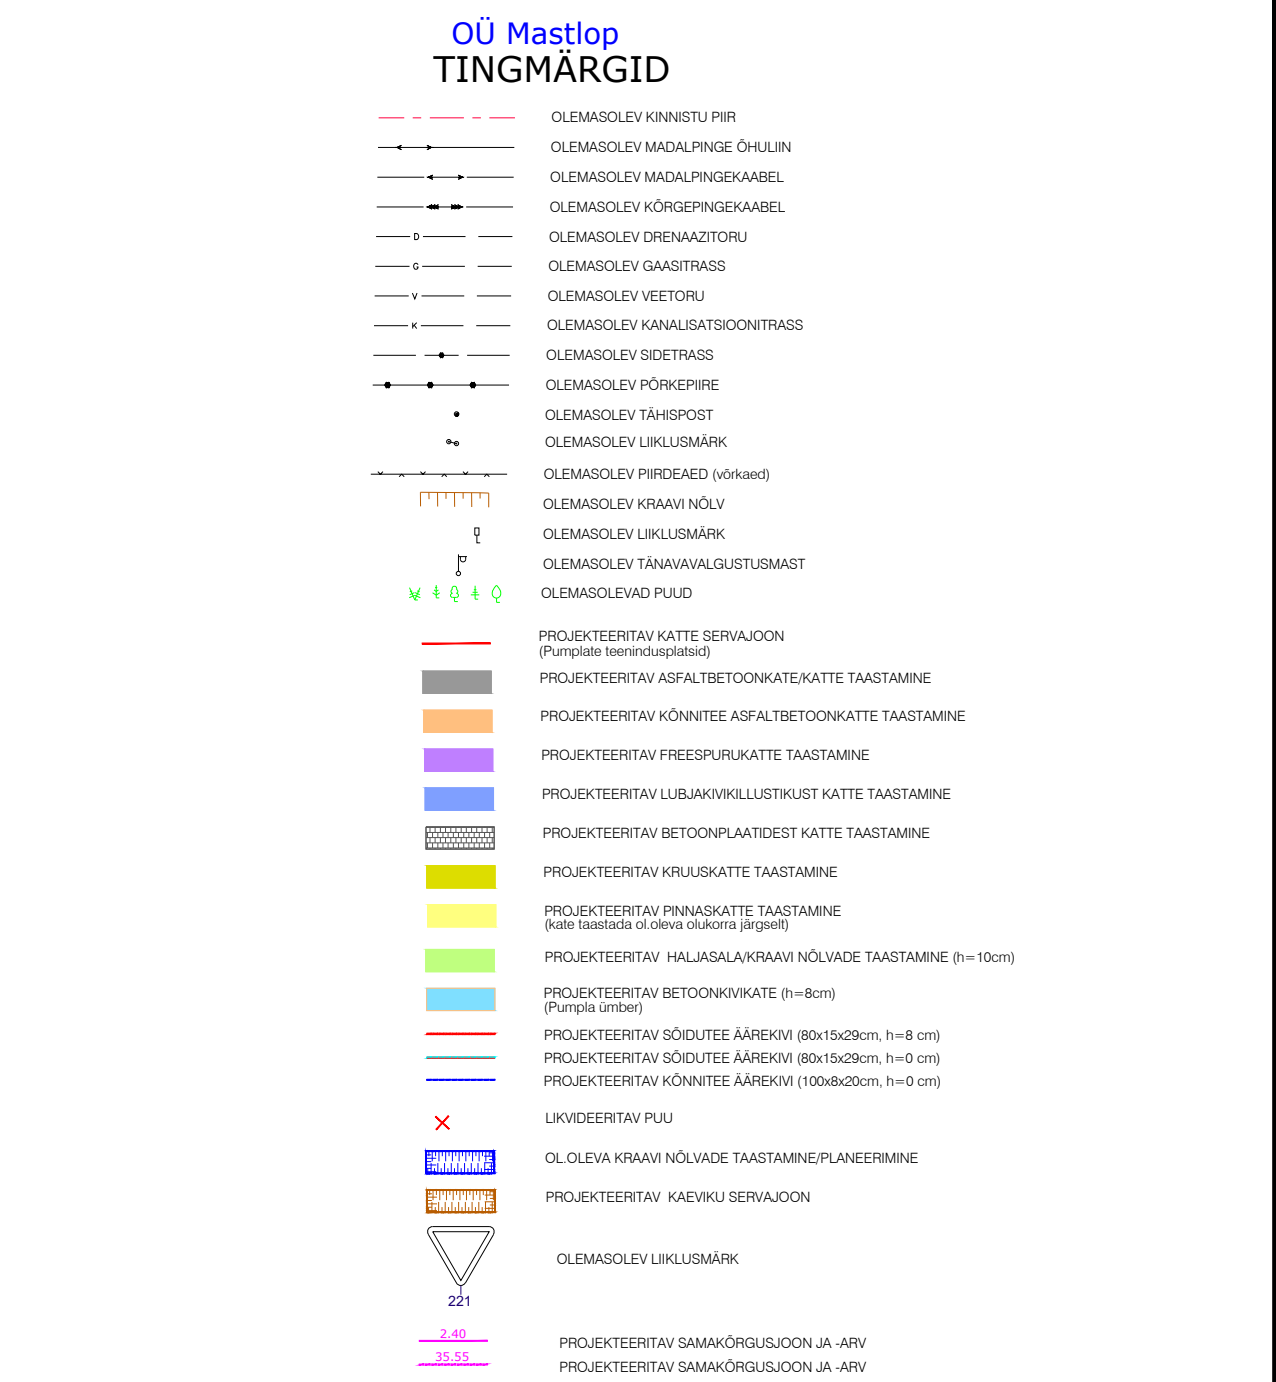 OÜ Mastlop
TINGMÄRGID
OLEMASOLEV KINNISTU PIIR
OLEMASOLEV MADALPINGE ÕHULIIN
OLEMASOLEV MADALPINGEKAABEL
OLEMASOLEV KÕRGEPINGEKAABEL
D OLEMASOLEV DRENAAZITORU
G OLEMASOLEV GAASITRASS
V OLEMASOLEV VEETORU
K OLEMASOLEV KANALISATSIOONITRASS
OLEMASOLEV SIDETRASS
OLEMASOLEV PÕRKEPIIRE
OLEMASOLEV TÄHISPOST
OLEMASOLEV LIIKLUSMÄRK
OLEMASOLEV PIIRDEAED (võrkaed)
OLEMASOLEV KRAAVI NÕLV
OLEMASOLEV LIIKLUSMÄRK
OLEMASOLEV TÄNAVAVALGUSTUSMAST
OLEMASOLEVAD PUUD
PROJEKTEERITAV KATTE SERVAJOON
(Pumplate teenindusplatsid)
PROJEKTEERITAV ASFALTBETOONKATE/KATTE TAASTAMINE
PROJEKTEERITAV KÕNNITEE ASFALTBETOONKATTE TAASTAMINE
PROJEKTEERITAV FREESPURUKATTE TAASTAMINE
PROJEKTEERITAV LUBJAKIVIKILLUSTIKUST KATTE TAASTAMINE
PROJEKTEERITAV BETOONPLAATIDEST KATTE TAASTAMINE
PROJEKTEERITAV KRUUSKATTE TAASTAMINE
PROJEKTEERITAV PINNASKATTE TAASTAMINE
(kate taastada ol.oleva olukorra järgselt)
PROJEKTEERITAV HALJASALA/KRAAVI NÕLVADE TAASTAMINE (h=10cm)
PROJEKTEERITAV BETOONKIVIKATE (h=8cm)
(Pumpla ümber)
PROJEKTEERITAV SÕIDUTEE ÄÄREKIVI (80x15x29cm, h=8 cm)
PROJEKTEERITAV SÕIDUTEE ÄÄREKIVI (80x15x29cm, h=0 cm)
PROJEKTEERITAV KÕNNITEE ÄÄREKIVI (100x8x20cm, h=0 cm)
LIKVIDEERITAV PUU
OL.OLEVA KRAAVI NÕLVADE TAASTAMINE/PLANEERIMINE
PROJEKTEERITAV KAEVIKU SERVAJOON
OLEMASOLEV LIIKLUSMÄRK
221
2.40
PROJEKTEERITAV SAMAKÕRGUSJOON JA -ARV
35.55
PROJEKTEERITAV SAMAKÕRGUSJOON JA -ARV